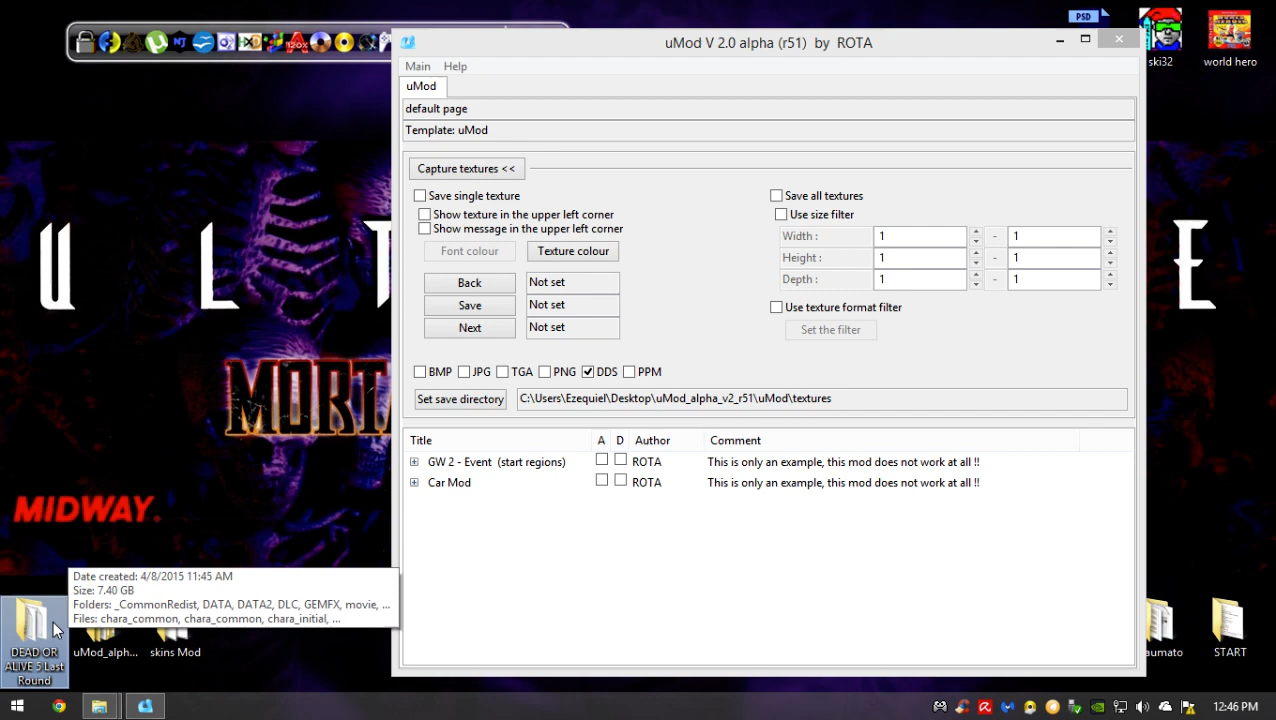 PSD
ski32
world hero
120%
uMod V 2.0 alpha (r51) by ROTA
Main Help
uMod
default page
Template: uMod
Capture textures <<
Save single texture
Save all textures
Show texture in the upper left corner
Use size filter
Show message in the upper left corner
Width : 1 - 1
Font colour Texture colour
Height : 1 - 1
Depth : 1 - 1
Back Not set
Save Not set
Use texture format filter
Next Not set
Set the filter
BMP JPG TGA PNG DDS PPM
Set save directory C:\Users\Ezequiel\Desktop\uMod_alpha_v2_r51\uMod\textures
Title A D Author Comment
GW 2 - Event (start regions) ROTA This is only an example, this mod does not work at all !!
Car Mod ROTA This is only an example, this mod does not work at all !!
U L T E
MORTA
MIDWAY.
Date created: 4/8/2015 11:45 AM
Size: 7.40 GB
Folders: _CommonRedist, DATA, DATA2, DLC, GEMFX, movie, ...
Files: chara_common, chara_common, chara_initial, ...
DEAD OR ALIVE 5 Last Round
uMod_alph...
skins Mod
aumato
START
12:46 PM